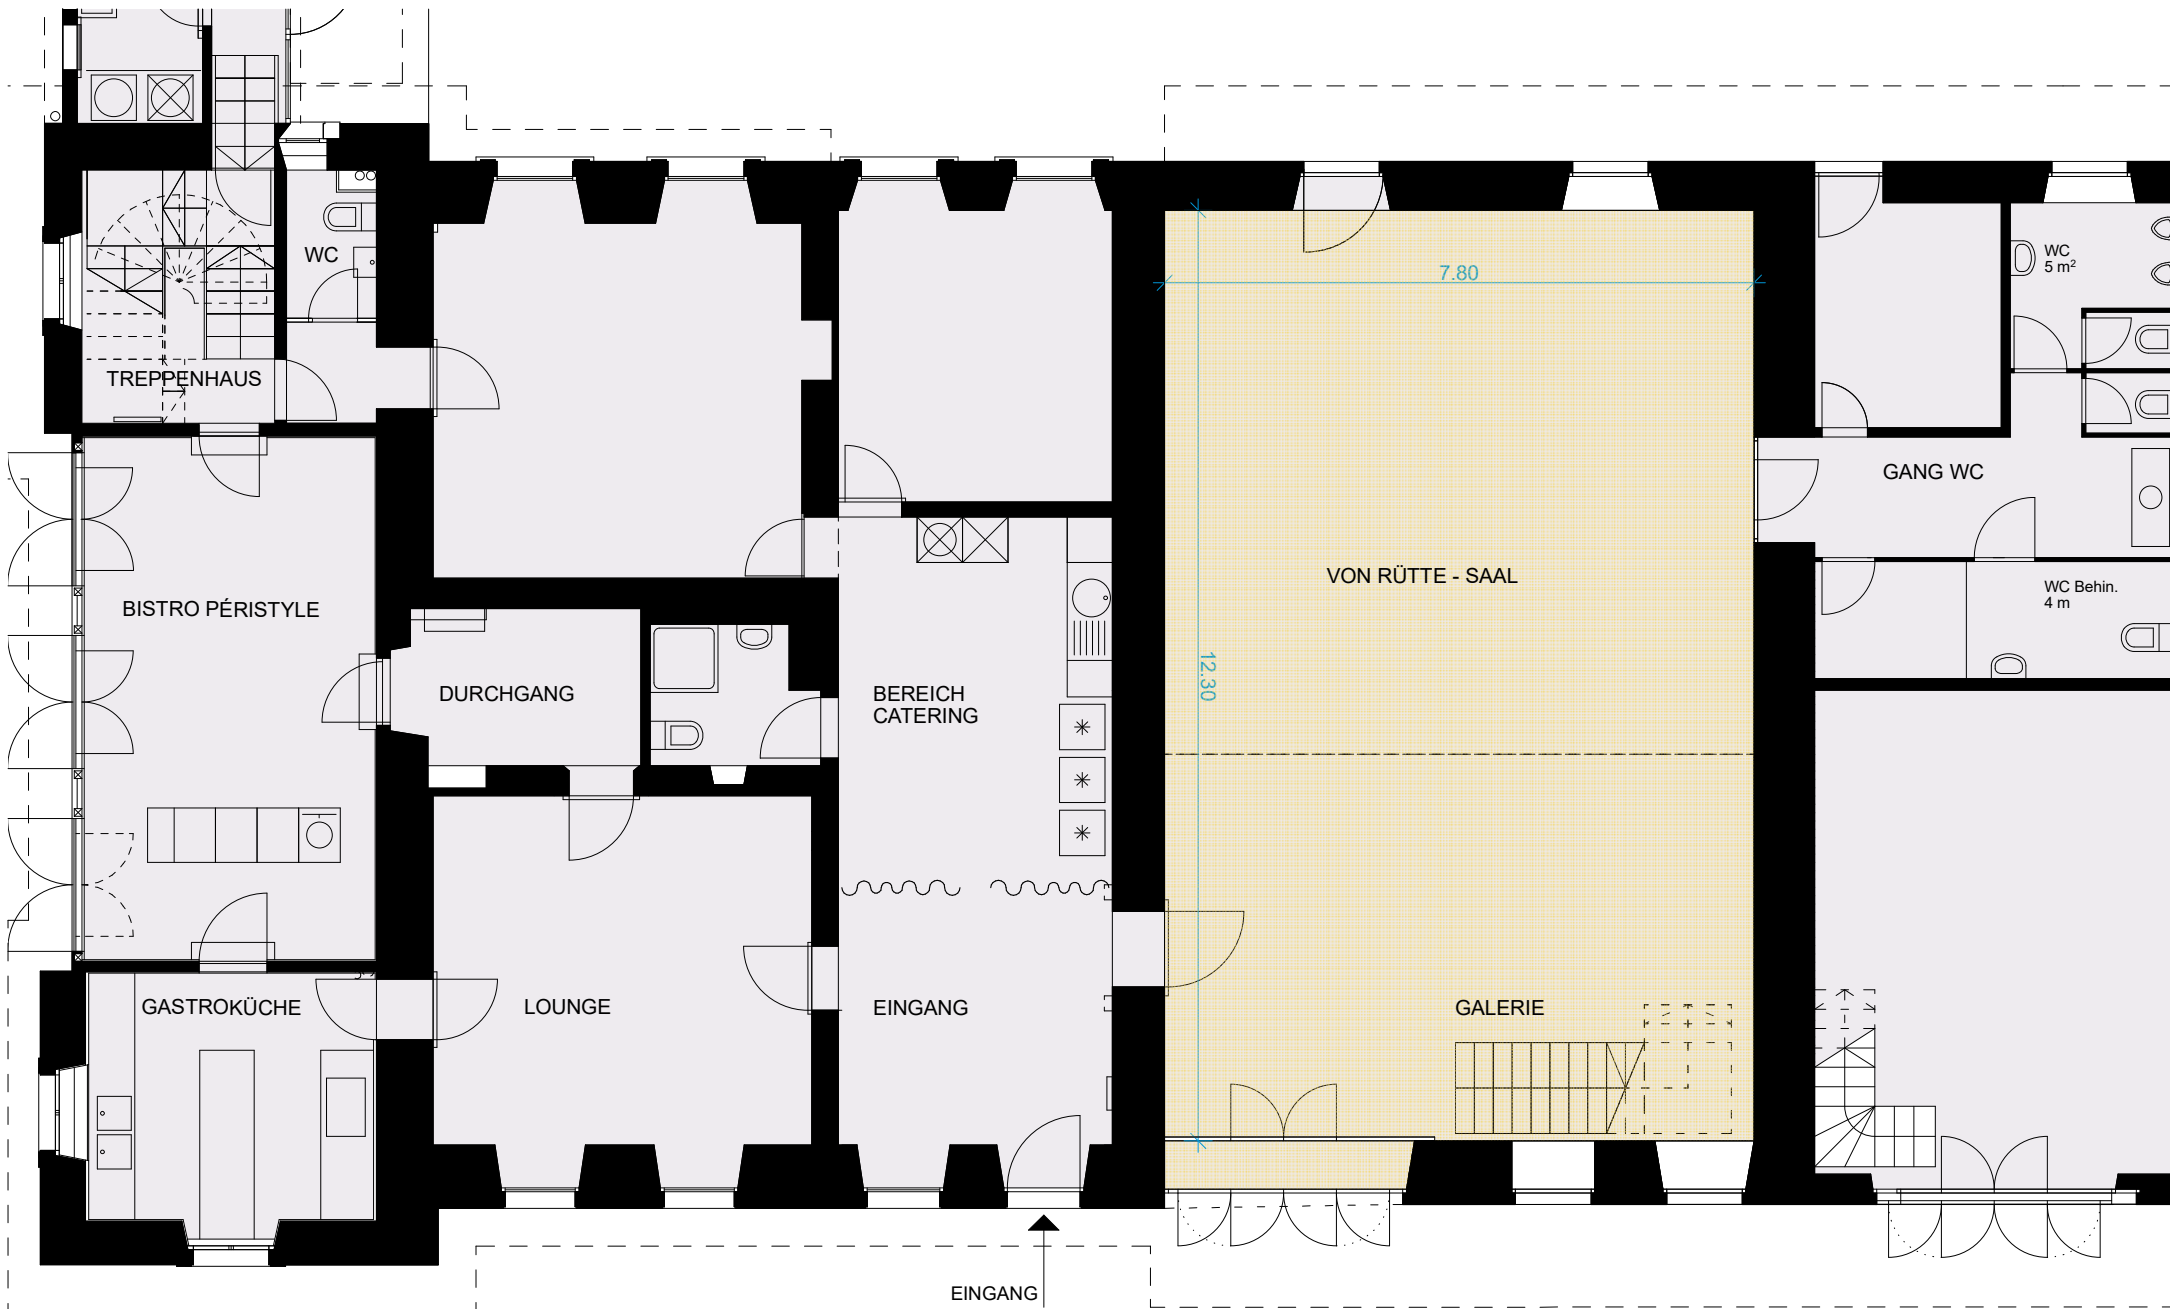 WC
WC
5 m²
7.80
TREPPENHAUS
GANG WC
VON RÜTTE - SAAL
WC Behin.
4 m
BISTRO PÉRISTYLE
12.30
DURCHGANG
BEREICH
CATERING
GASTROKÜCHE
LOUNGE
EINGANG
GALERIE
EINGANG